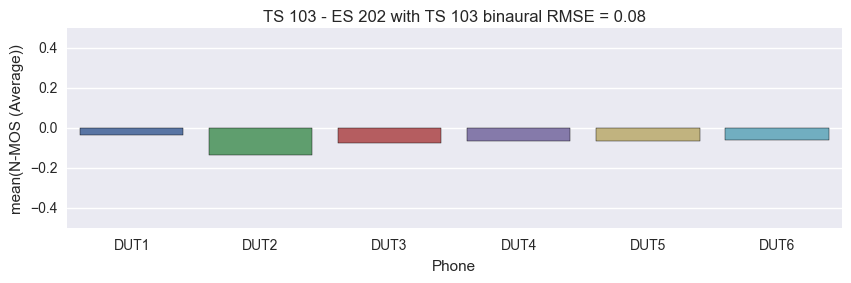 TS 103 - ES 202 with TS 103 binaural RMSE = 0.08
0.4
0.2
0.0
−0.2
−0.4
mean(N-MOS (Average))
DUT1 DUT2 DUT3 DUT4 DUT5 DUT6
Phone